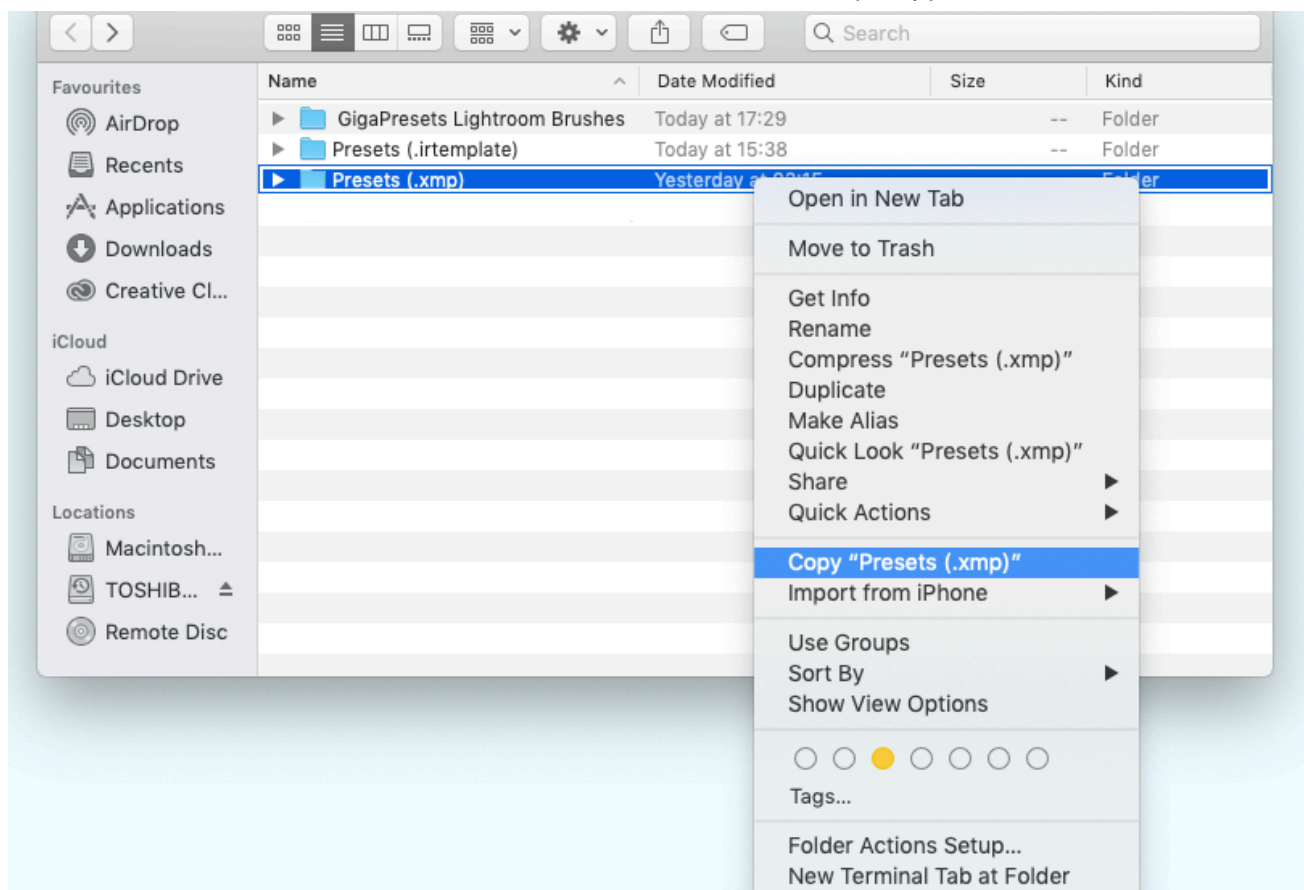 Search
Favourites
AirDrop
Recents
Applications
Downloads
Creative Cl...
iCloud
iCloud Drive
Desktop
Documents
Locations
Macintosh...
TOSHIB...
Remote Disc
Name Date Modified Size Kind
GigaPresets Lightroom Brushes Today at 17:29 -- Folder
Presets (.irtemplate) Today at 15:38 -- Folder
Presets (.xmp) Yesterday at
Open in New Tab
Move to Trash
Get Info
Rename
Compress “Presets (.xmp)”
Duplicate
Make Alias
Quick Look “Presets (.xmp)”
Share
Quick Actions
Copy “Presets (.xmp)”
Import from iPhone
Use Groups
Sort By
Show View Options
Tags...
Folder Actions Setup...
New Terminal Tab at Folder